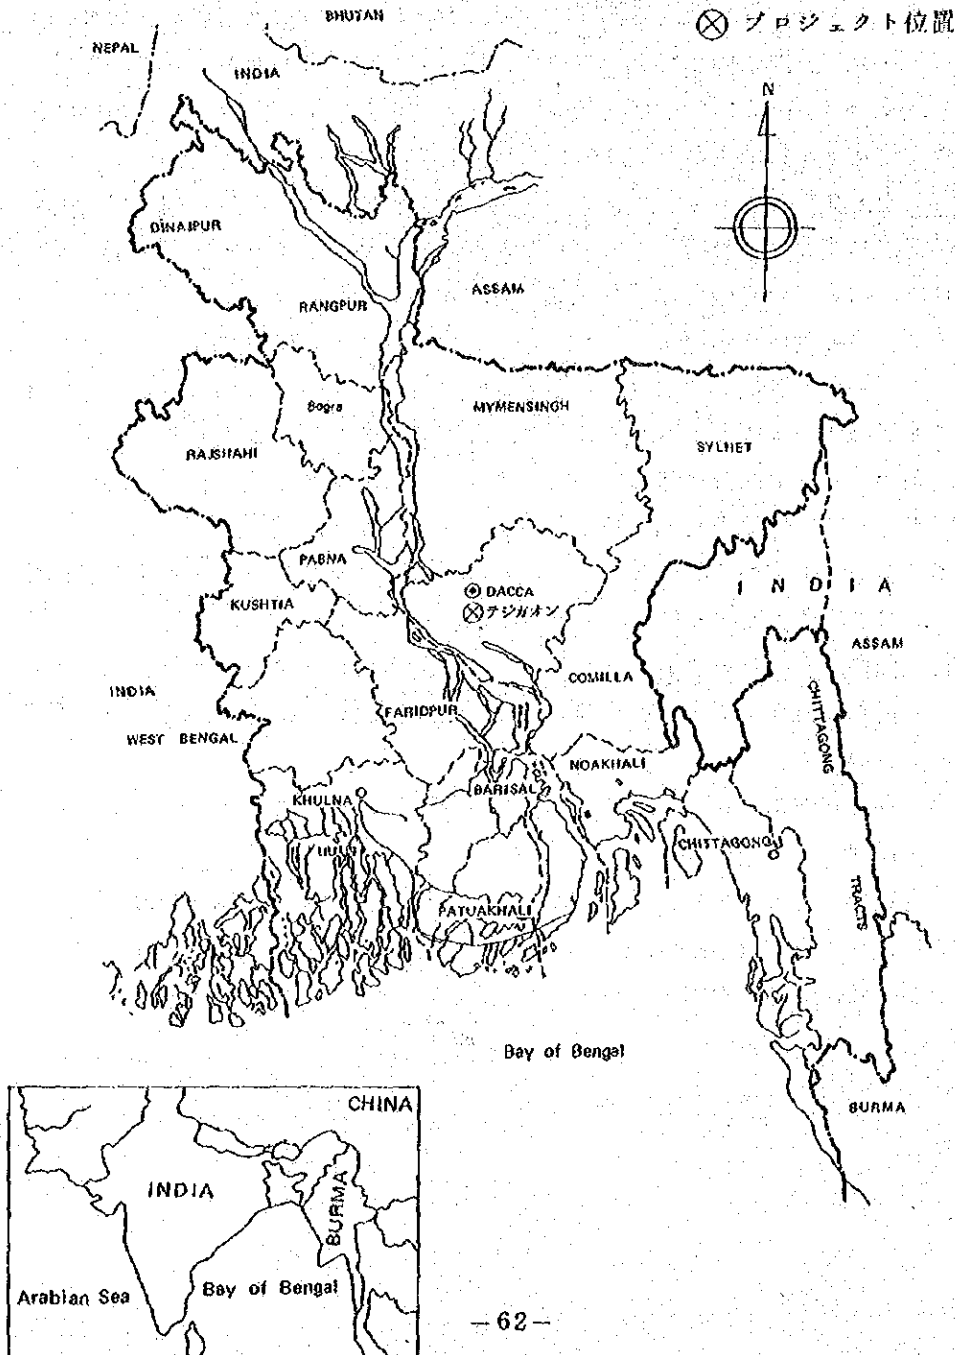 BHUTAN
⊗ プロジェクト位置
NEPAL
INDIA
N
DINAJPUR
ASSAM
RANGPUR
Bogra
MYMENSINGH
RAJSHAHI
SYLHET
PABNA
DACCA
INDIA
KUSHTIA
⊗テジガオン
ASSAM
COMILLA
INDIA
CHITTAGONG
FARIDPUR
WEST BENGAL
NOAKHALI
BARISAL
KHULNA
CHITTAGONG
TRACTS
PATUAKHALI
Bay of Bengal
BURMA
CHINA
INDIA
BURMA
Arabian Sea
Bay of Bengal
−62−